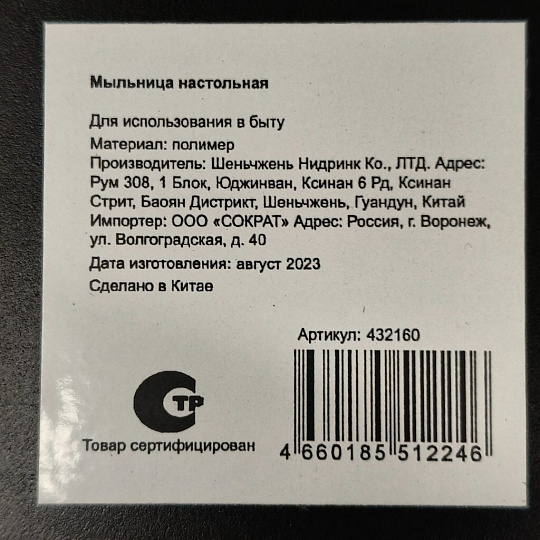 Мыльница настольная
Для использования в быту
Материал: полимер
Производитель: Шеньчжень Нидринк Ко., ЛТД. Адрес:
Рум 308, 1 Блок, Юджинван, Ксинан 6 Рд, Ксинан
Стрит, Баоян Дистрикт, Шеньчжень, Гуандун, Китай
Импортер: ООО «СОКРАТ» Адрес: Россия, г. Воронеж,
ул. Волгоградская, д. 40
Дата изготовления: август 2023
Сделано в Китае
Артикул: 432160
СТР
Товар сертифицирован
4 660185 512246